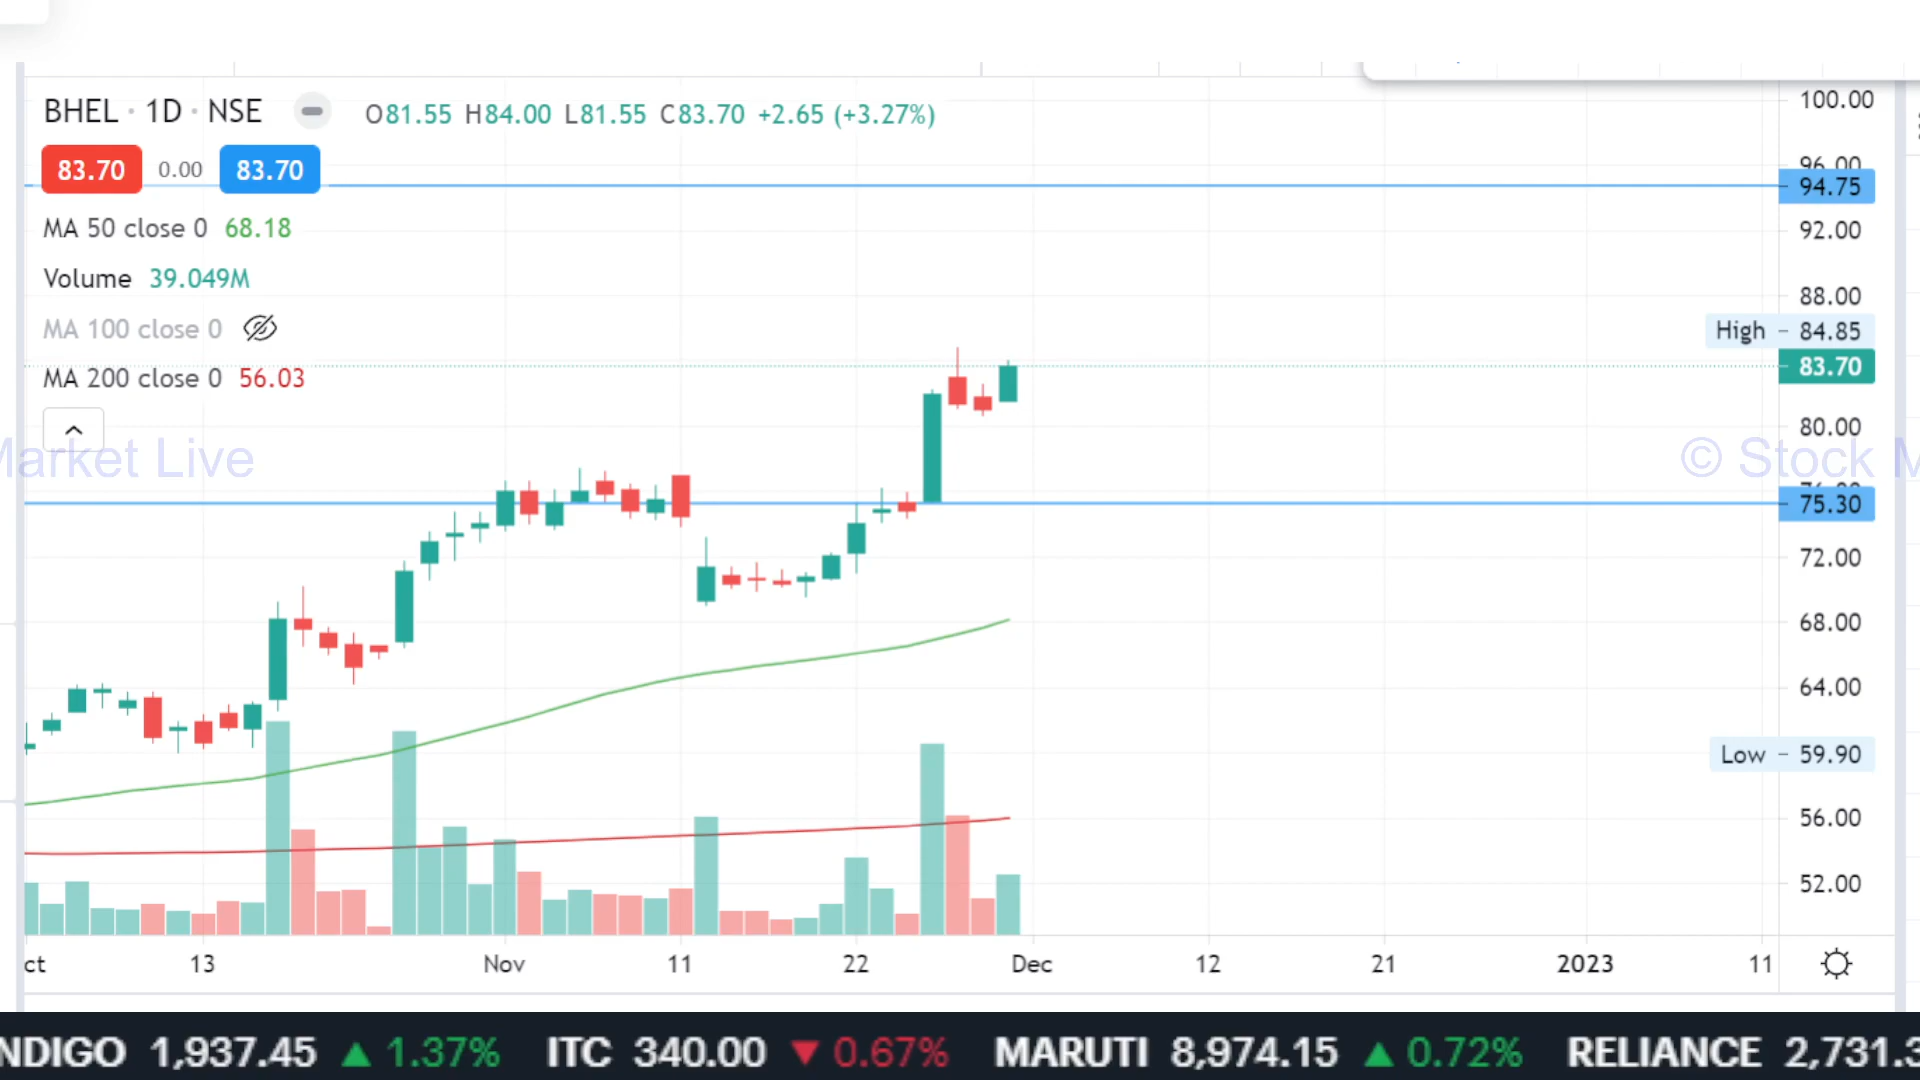 BHEL · 1D · NSE O81.55 H84.00 L81.55 C83.70 +2.65 (+3.27%)
83.70 0.00 83.70
MA 50 close 0 68.18
Volume 39.049M
MA 100 close 0
MA 200 close 0 56.03
100.00
96.00
94.75
92.00
88.00
High 84.85
83.70
80.00
75.30
72.00
68.00
64.00
Low 59.90
56.00
52.00
Market Live
© Stock M
ct 13 Nov 11 22 Dec 12 21 2023 11
NDIGO 1,937.45 ▲ 1.37% ITC 340.00 ▼ 0.67% MARUTI 8,974.15 ▲ 0.72% RELIANCE 2,731.3